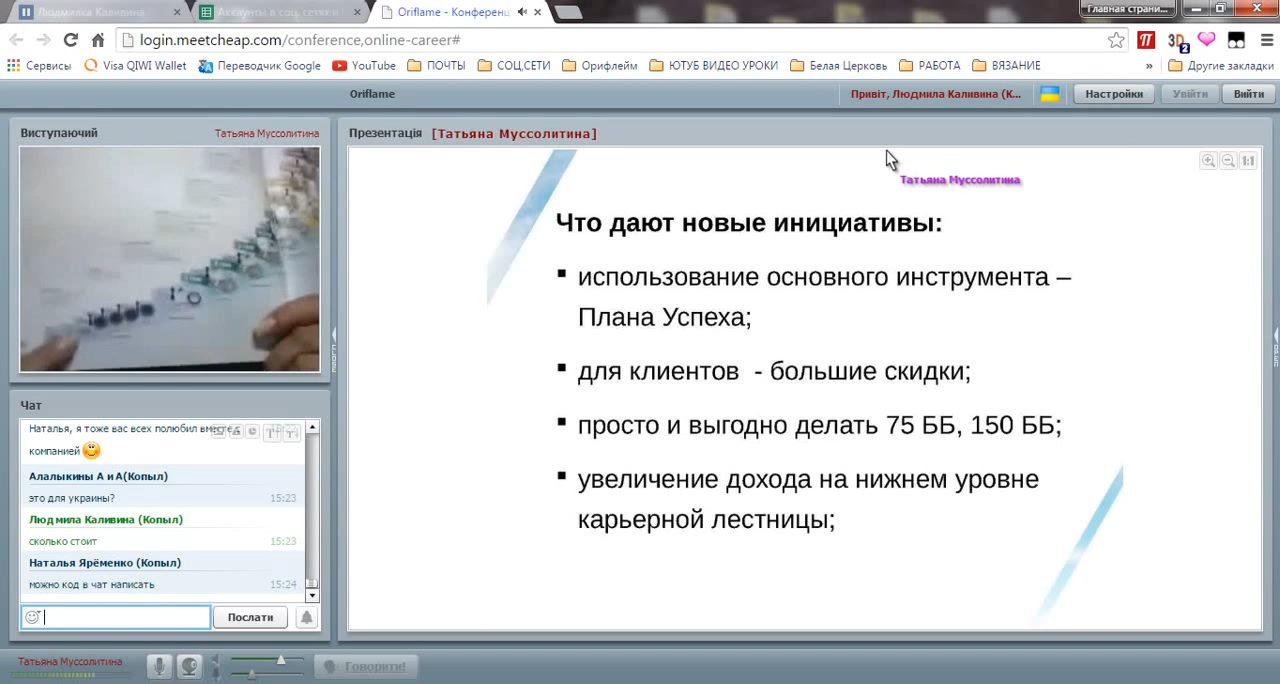 Людмила Каливина
Аккаунты в соц. сетях и
Oriflame - Конференц
Главная страни...
login.meetcheap.com/conference,online-career#
Сервисы
Visa QIWI Wallet
Переводчик Google
YouTube
ПОЧТЫ
СОЦ,СЕТИ
Орифлейм
ЮТУБ ВИДЕО УРОКИ
Белая Церковь
РАБОТА
ВЯЗАНИЕ
»
Другие закладки
Oriflame
Привіт, Людмила Каливина (К...
Настройки
Увійти
Вийти
Виступаючий
Татьяна Муссолитина
Презентація [Татьяна Муссолитина]
1:1
Татьяна Муссолитина
Что дают новые инициативы:
▪ использование основного инструмента –
Плана Успеха;
▪ для клиентов - большие скидки;
▪ просто и выгодно делать 75 ББ, 150 ББ;
▪ увеличение дохода на нижнем уровне
карьерной лестницы;
Чат
Наталья, я тоже вас всех полюбил вместе с
компанией
Алалыкины А и А(Копыл)
это для украины? 15:23
Людмила Каливина (Копыл)
сколько стоит 15:23
Наталья Ярёменко (Копыл)
можно код в чат написать 15:24
Послати
Татьяна Муссолитина
Говорити!